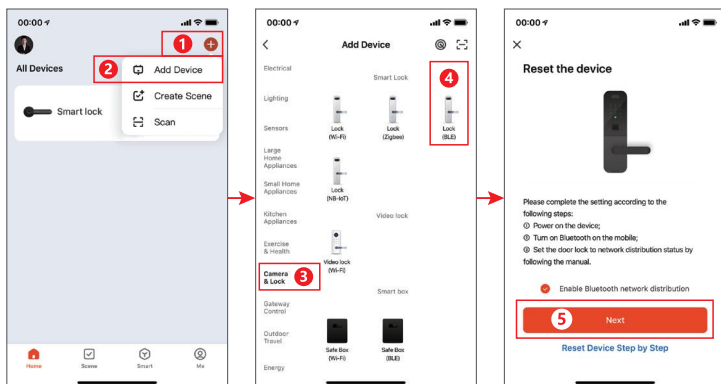 00:00
1
All Devices
2
Add Device
Create Scene
Scan
Smart lock
Home
Scene
Smart
Me
00:00
Add Device
Electrical
Lighting
Sensors
Large
Home
Appliances
Small Home
Appliances
Kitchen
Appliances
Exercise
& Health
Camera
& Lock
3
Gateway
Control
Outdoor
Travel
Energy
Smart Lock
4
Lock
(Wi-Fi)
Lock
(Zigbee)
Lock
(BLE)
Lock
(NB-IoT)
Video lock
Video lock
(Wi-Fi)
Smart box
Safe Box
(Wi-Fi)
Safe Box
(BLE)
00:00
Reset the device
Please complete the setting according to the
following steps:
① Power on the device;
② Turn on Bluetooth on the mobile;
③ Set the door lock to network distribution status by
following the manual.
Enable Bluetooth network distribution
5
Next
Reset Device Step by Step